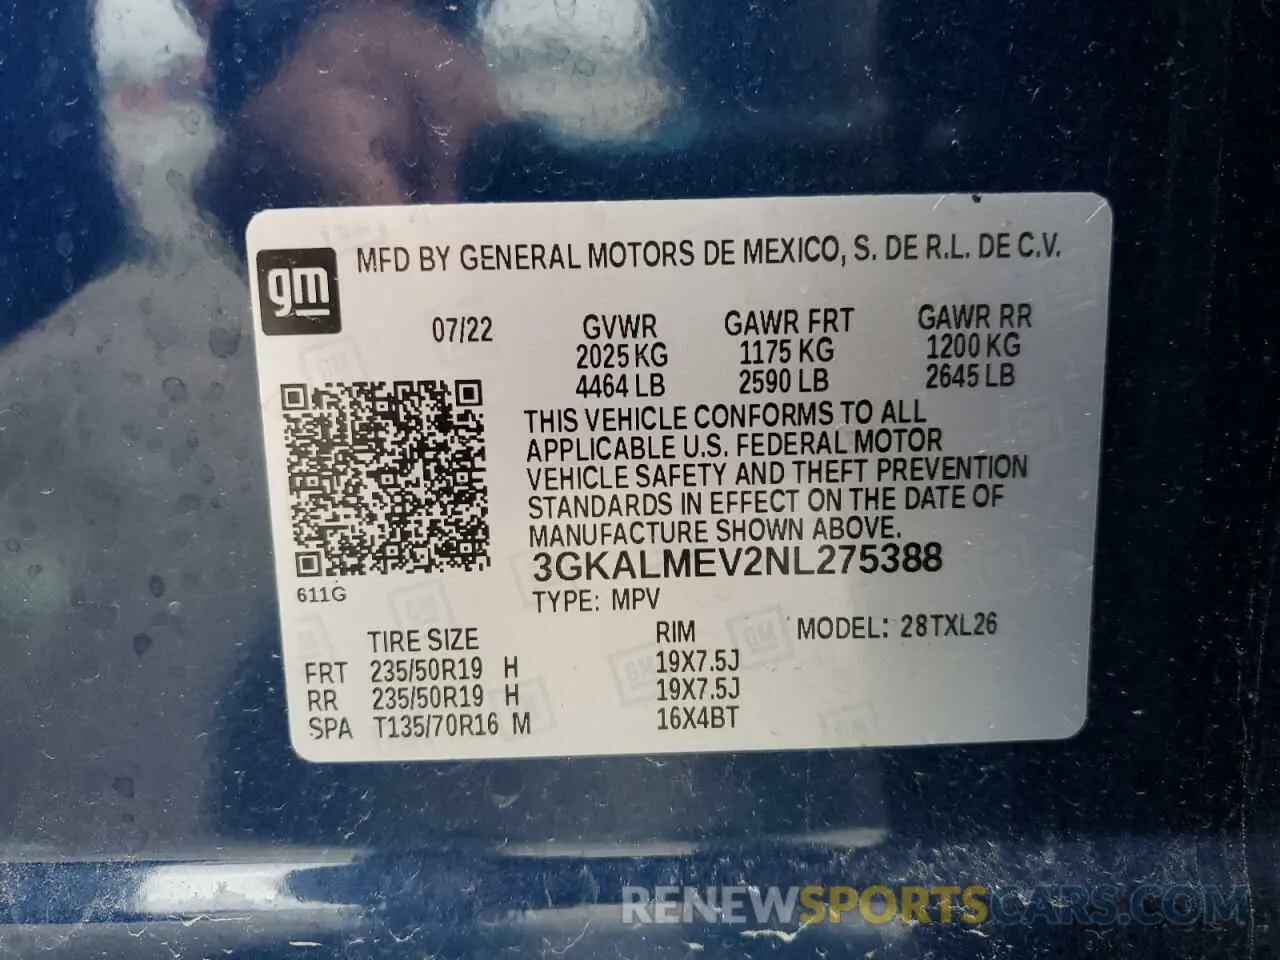 gm
MFD BY GENERAL MOTORS DE MEXICO, S. DE R.L. DE C.V.
07/22 GVWR GAWR FRT GAWR RR
2025 KG 1175 KG 1200 KG
4464 LB 2590 LB 2645 LB
THIS VEHICLE CONFORMS TO ALL
APPLICABLE U.S. FEDERAL MOTOR
VEHICLE SAFETY AND THEFT PREVENTION
STANDARDS IN EFFECT ON THE DATE OF
MANUFACTURE SHOWN ABOVE.
3GKALMEV2NL275388
611G
TYPE: MPV
TIRE SIZE RIM MODEL: 28TXL26
FRT 235/50R19 H 19X7.5J
RR 235/50R19 H 19X7.5J
SPA T135/70R16 M 16X4BT
RENEWSPORTSCARS.COM